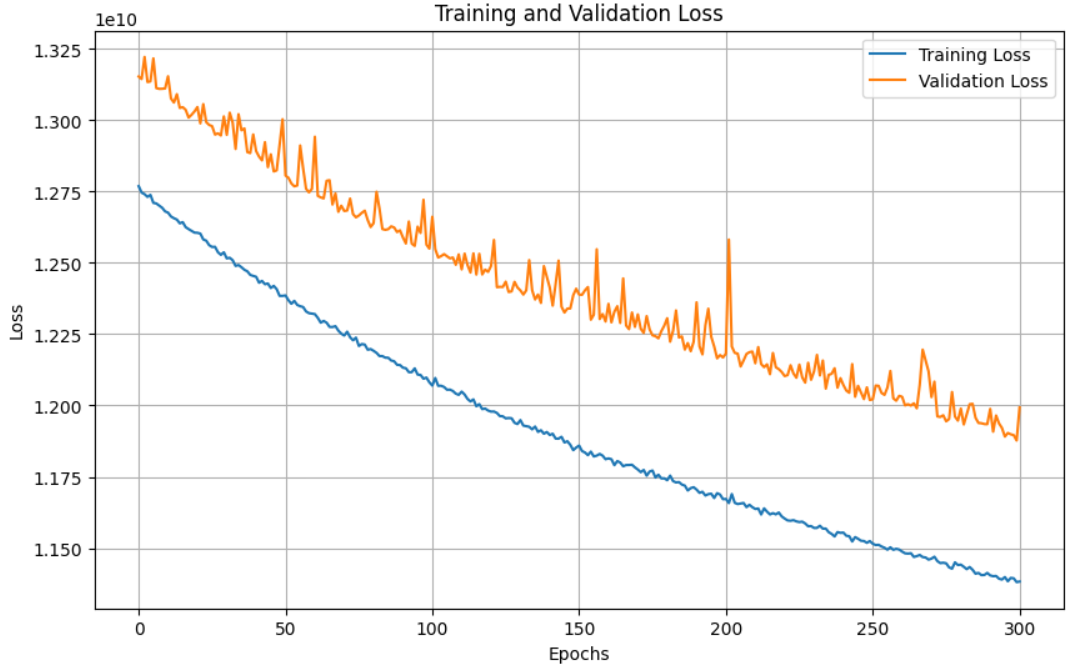 Training and Validation Loss
1e10
1.325
1.300
1.275
1.250
1.225
1.200
1.175
1.150
Loss
Training Loss
Validation Loss
0 50 100 150 200 250 300
Epochs